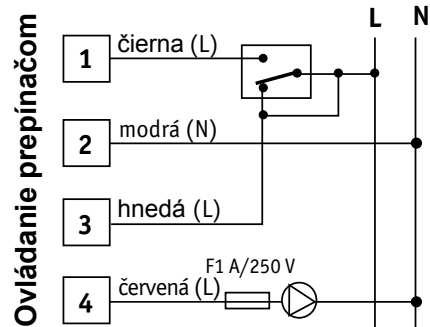 Ovládanie prepínačom
L N
1 čierna (L)
2 modrá (N)
3 hnedá (L)
F1 A/250 V
4 červená (L)